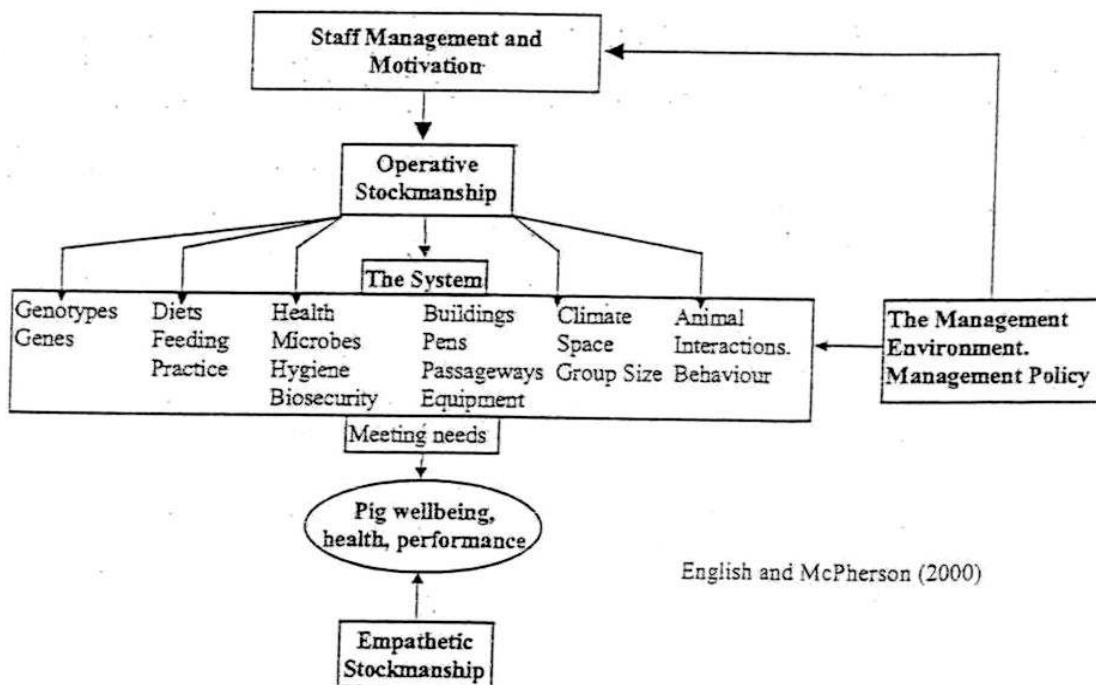 Staff Management and
Motivation
Operative
Stockmanship
The System
Genotypes
Genes
Diets
Feeding
Practice
Health
Microbes
Hygiene
Biosecurity
Buildings
Pens
Passageways
Equipment
Climate
Space
Group Size
Animal
Interactions.
Behaviour
The Management
Environment.
Management Policy
Meeting needs
Pig wellbeing,
health, performance
English and McPherson (2000)
Empathetic
Stockmanship